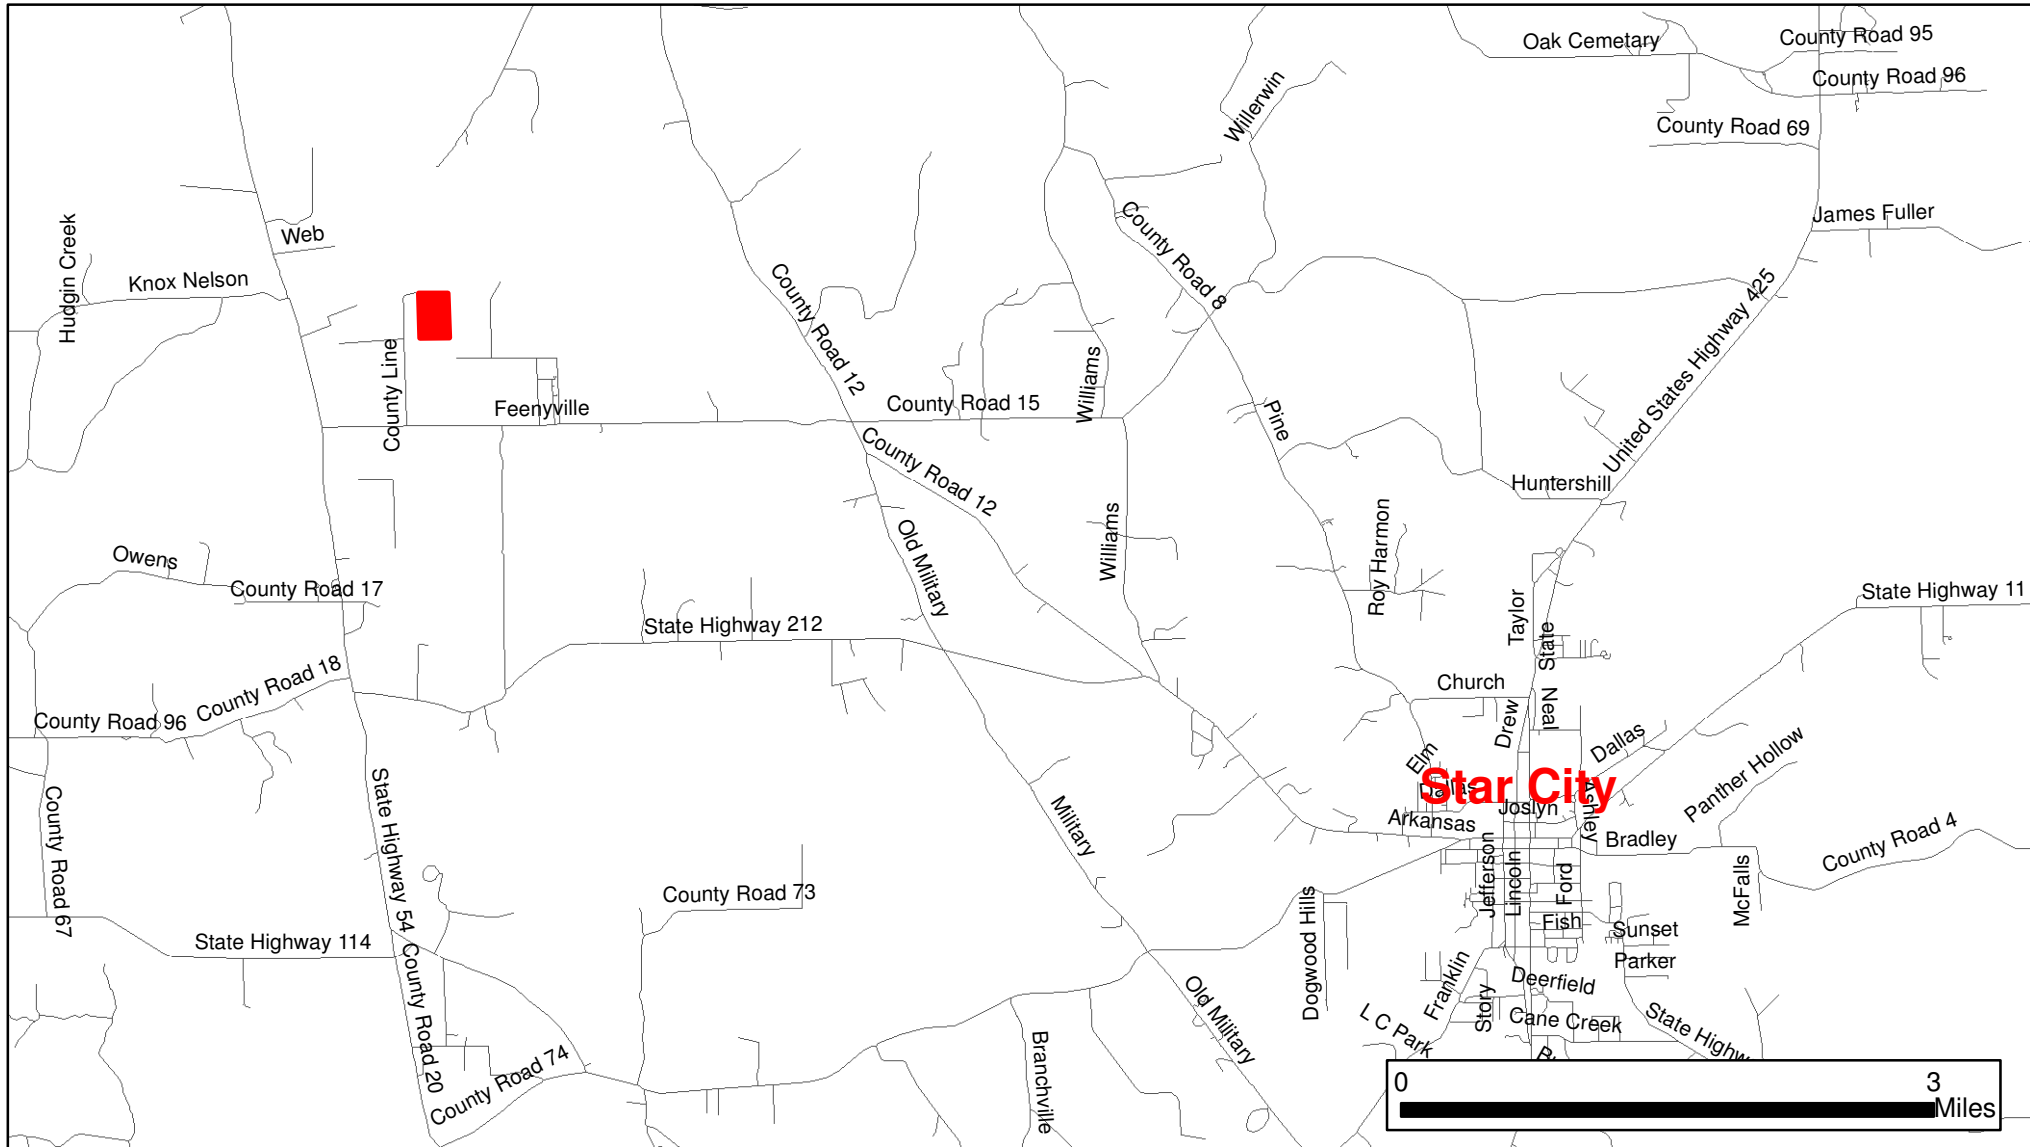 Oak Cemetary
County Road 95
County Road 96
Willerwin
County Road 69
Hudgin Creek
Web
County Road 8
James Fuller
Knox Nelson
County Road 12
United States Highway 425
County Line
Williams
Feenyville
County Road 15
Pine
County Road 12
Huntershill
Old Military
Williams
Roy Harmon
Owens
County Road 17
Taylor
State Highway 11
State Highway 212
State
County Road 18
Church
Neal
Drew
County Road 96
Dallas
Panther Hollow
Elm
Star City
Dallas
State Highway 54
County Road 67
Military
Joslyn
Ashley
Arkansas
Bradley
County Road 4
Jefferson
Lincoln
Ford
McFalls
County Road 73
Dogwood Hills
Fish
Sunset
State Highway 114
Parker
Franklin
Deerfield
Story
County Road 20
Old Military
L C Park
Cane Creek
State Highw
County Road 74
Branchville
0
3
Miles